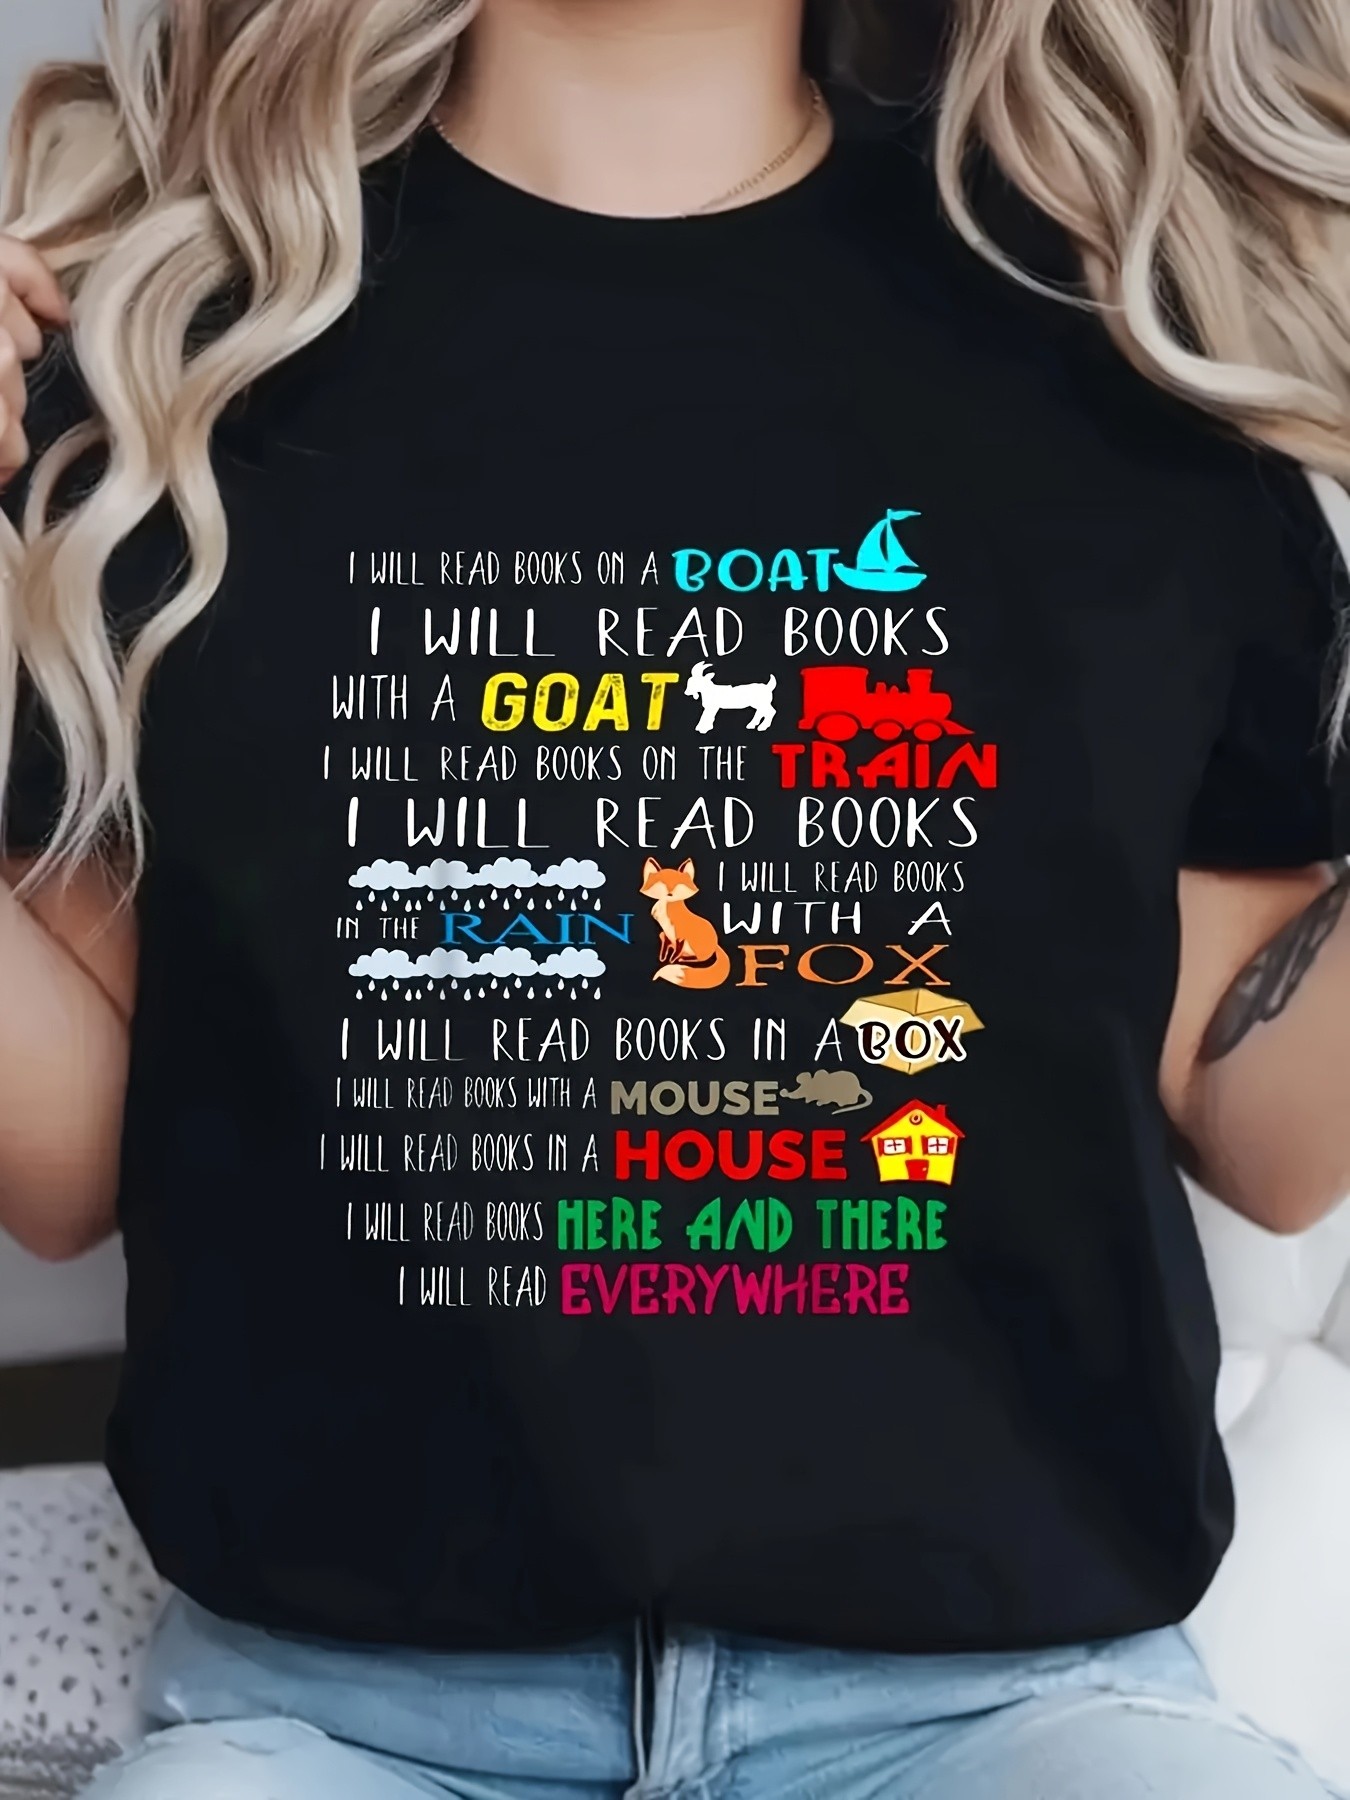 I WILL READ BOOKS ON A BOAT
I WILL READ BOOKS
WITH A GOAT
I WILL READ BOOKS ON THE TRAIN
I WILL READ BOOKS
IN THE RAIN
I WILL READ BOOKS
WITH A
FOX
I WILL READ BOOKS IN A BOX
I WILL READ BOOKS WITH A MOUSE
I WILL READ BOOKS IN A HOUSE
I WILL READ BOOKS HERE AND THERE
I WILL READ EVERYWHERE